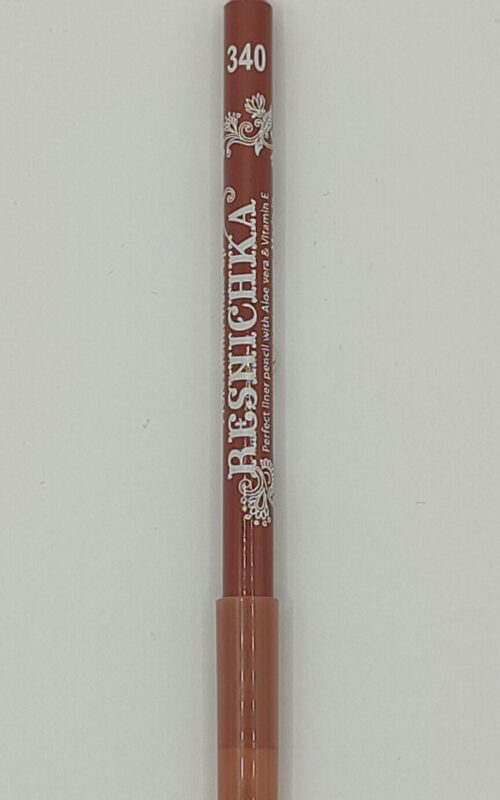 340
RESNICHKA
Perfect liner pencil with Aloe vera & Vitamin E